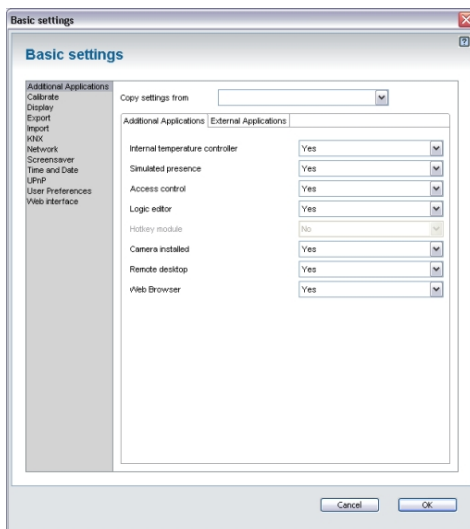 Basic settings
Basic settings
Additional Applications
Calibrate
Display
Export
Import
KNX
Network
Screensaver
Time and Date
UPnP
User Preferences
Web interface
Copy settings from
Additional Applications External Applications
Internal temperature controller Yes
Simulated presence Yes
Access control Yes
Logic editor Yes
Hotkey module No
Camera installed Yes
Remote desktop Yes
Web Browser Yes
Cancel OK